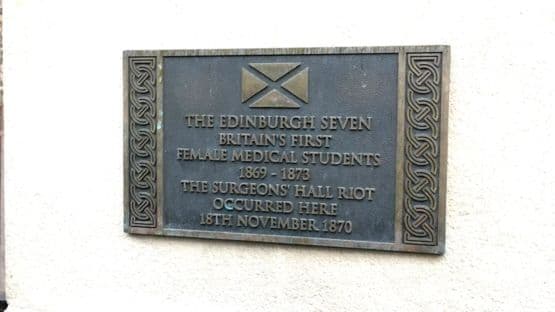 THE EDINBURGH SEVEN
BRITAIN'S FIRST
FEMALE MEDICAL STUDENTS
1869 - 1873
THE SURGEONS' HALL RIOT
OCCURRED HERE
18TH NOVEMBER 1870